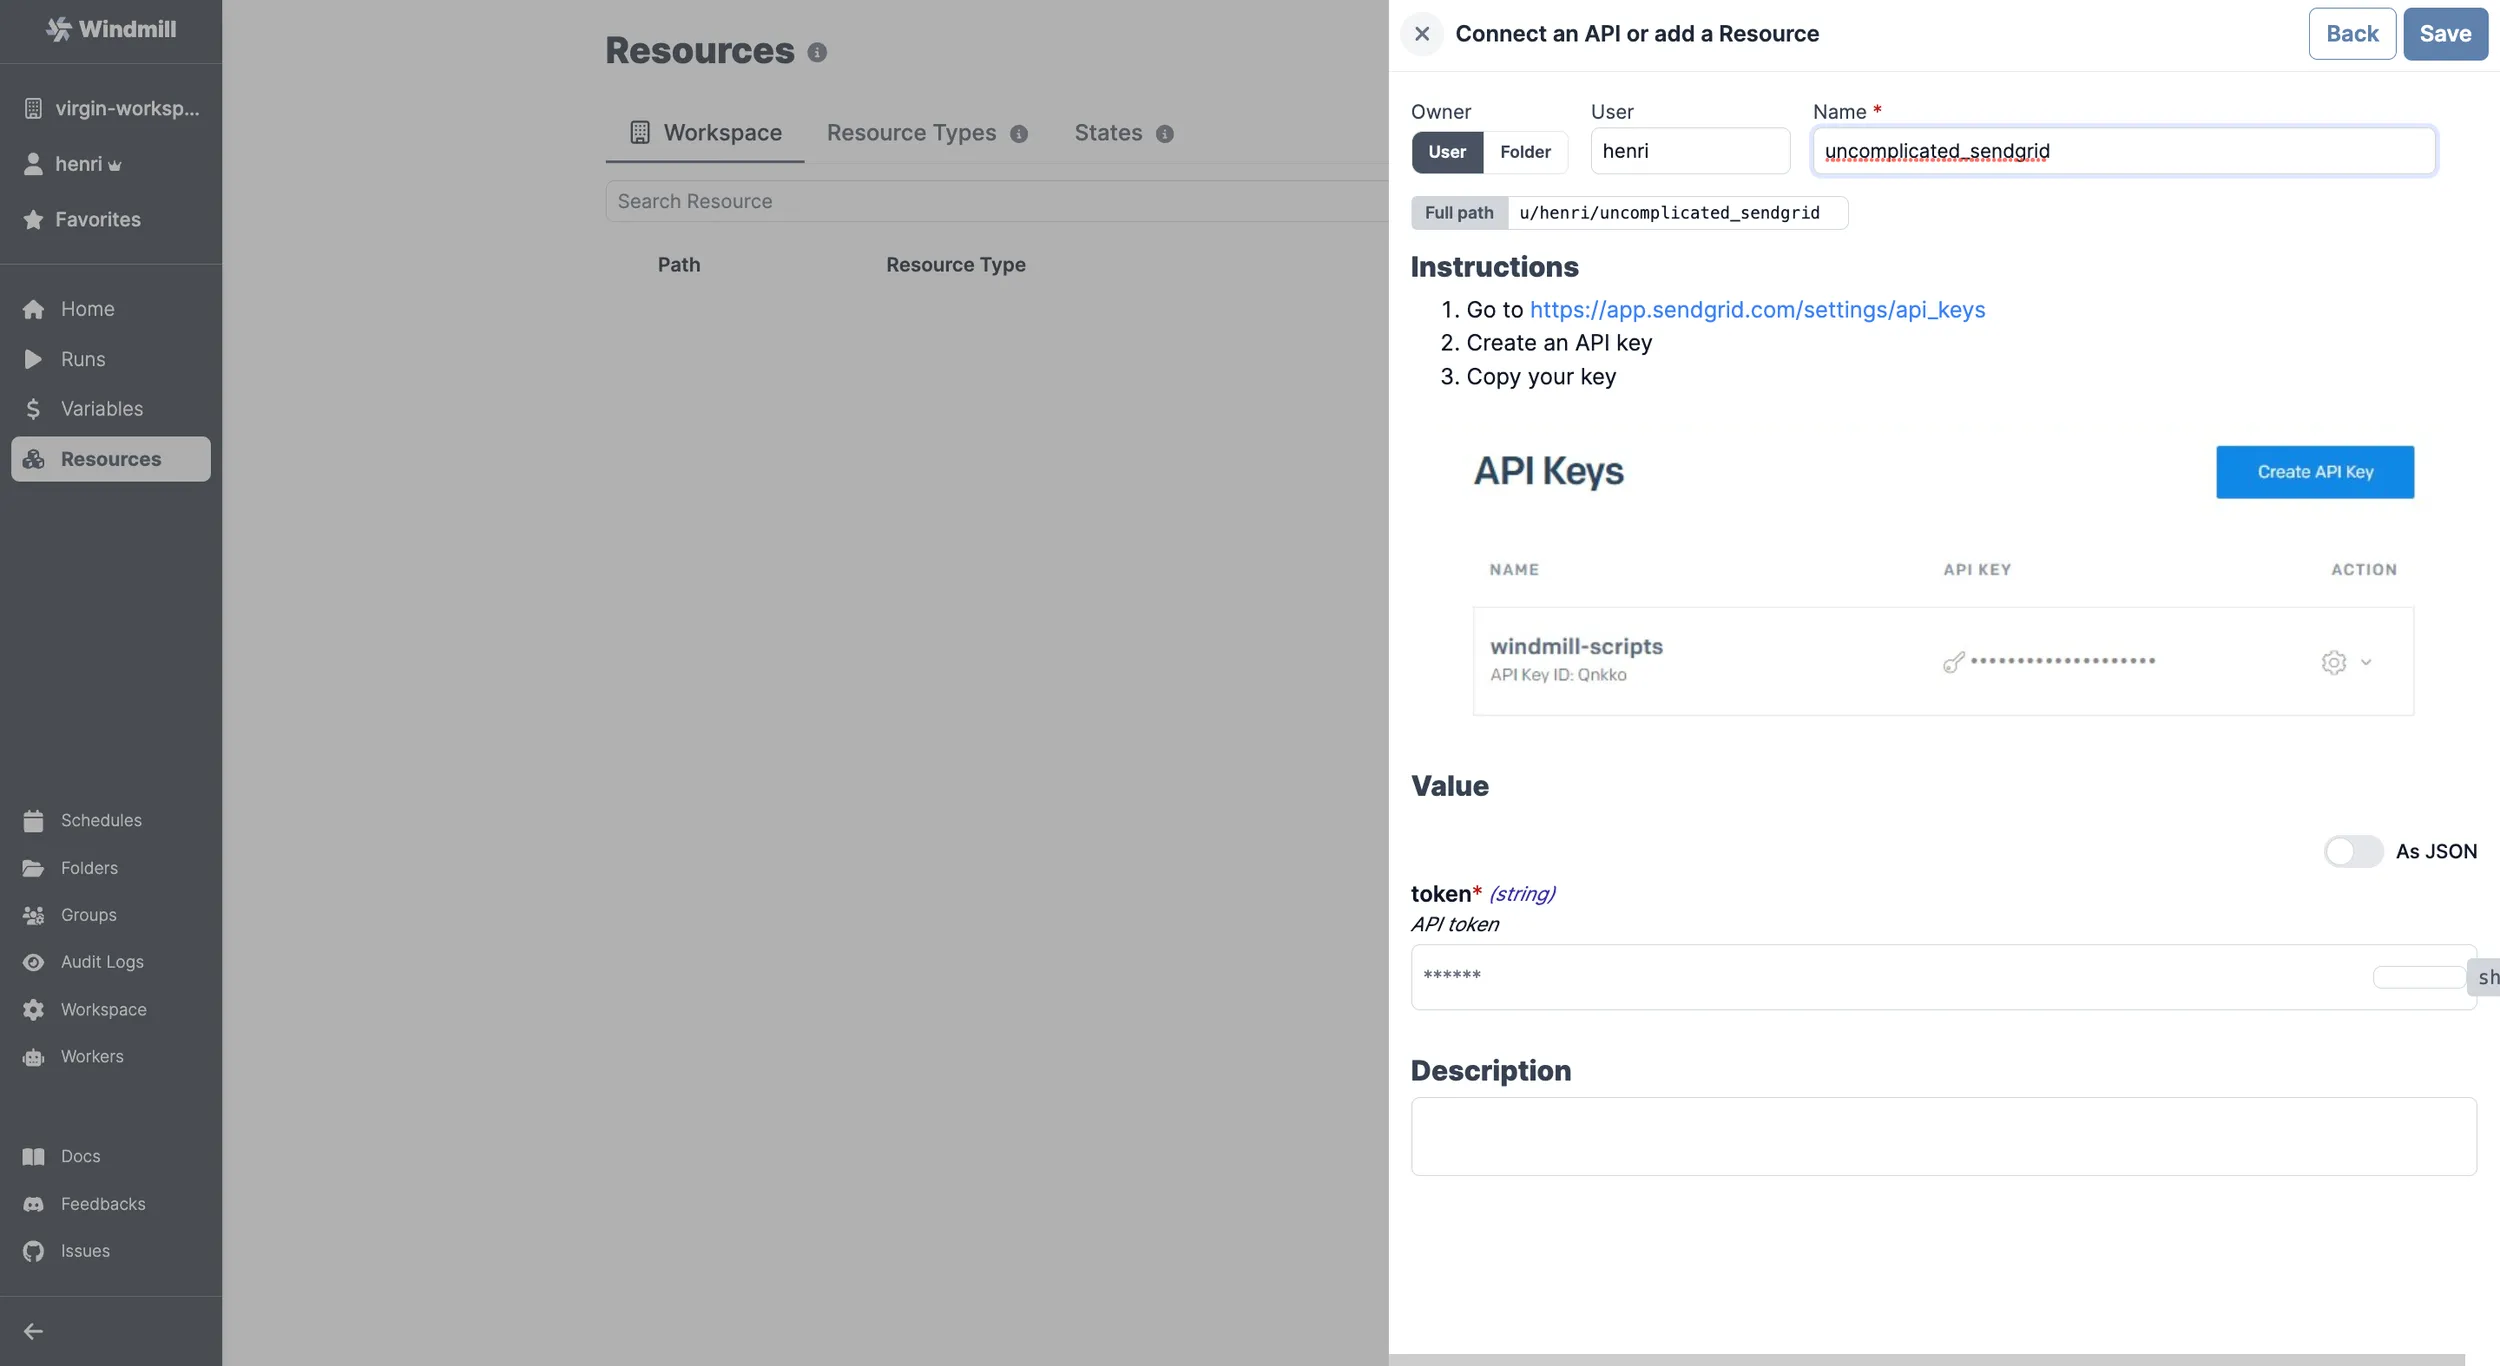 Windmill
virgin-worksp...
henri
Favorites
Home
Runs
Variables
Resources
Schedules
Folders
Groups
Audit Logs
Workspace
Workers
Docs
Feedbacks
Issues
Resources
Workspace
Resource Types
States
Search Resource
Path Resource Type
Connect an API or add a Resource
Back
Save
Owner User Name *
User Folder henri uncomplicated_sendgrid
Full path u/henri/uncomplicated_sendgrid
Instructions
1. Go to https://app.sendgrid.com/settings/api_keys
2. Create an API key
3. Copy your key
API Keys
Create API Key
NAME API KEY ACTION
windmill-scripts
API Key ID: Qnkko
••••••••••••••••••••
Value
As JSON
token* (string)
API token
******
sh
Description